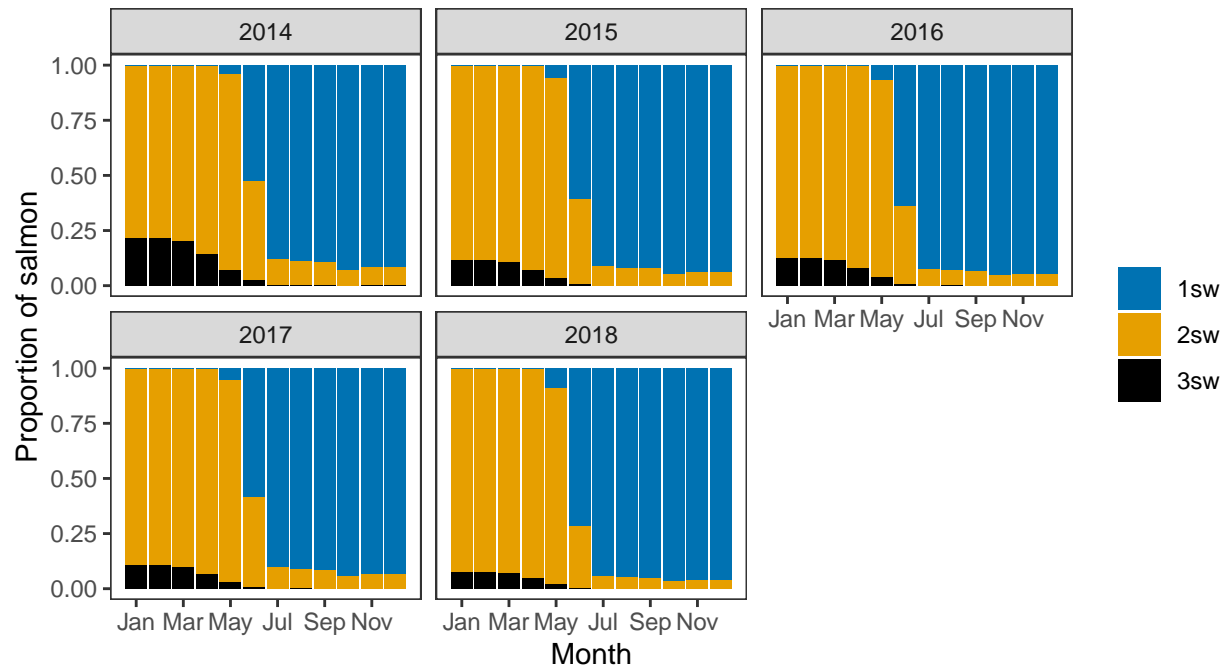 2014 2015 2016
1.00
0.75
0.50
0.25
0.00
Jan Mar May Jul Sep Nov
2017 2018
1.00
0.75
0.50
0.25
0.00
Jan Mar May Jul Sep Nov Jan Mar May Jul Sep Nov
Month
Proportion of salmon
1sw
2sw
3sw